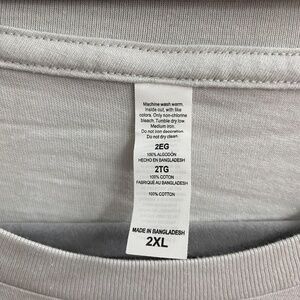 Machine wash warm.
Inside out, with like
colors. Only non-chlorine
bleach. Tumble dry low.
Medium iron.
Do not iron decoration.
Do not dry clean.
2EG
100% ALGODÓN
HECHO EN BANGLADESH
2TG
100% COTON
FABRIQUÉ AU BANGLADESH
100% COTTON
MADE IN BANGLADESH
2XL